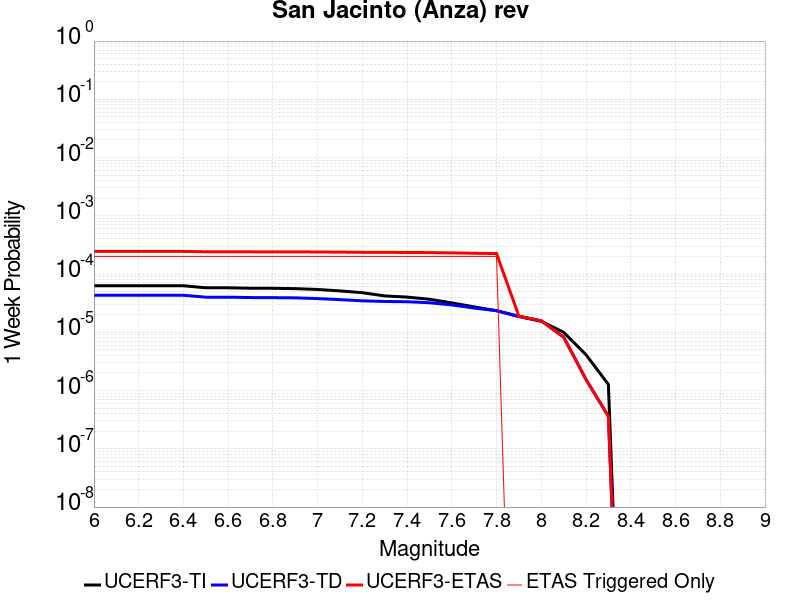 San Jacinto (Anza) rev
10^0
10^-1
10^-2
10^-3
10^-4
10^-5
10^-6
10^-7
10^-8
1 Week Probability
6 6.2 6.4 6.6 6.8 7 7.2 7.4 7.6 7.8 8 8.2 8.4 8.6 8.8 9
Magnitude
UCERF3-TI UCERF3-TD UCERF3-ETAS ETAS Triggered Only